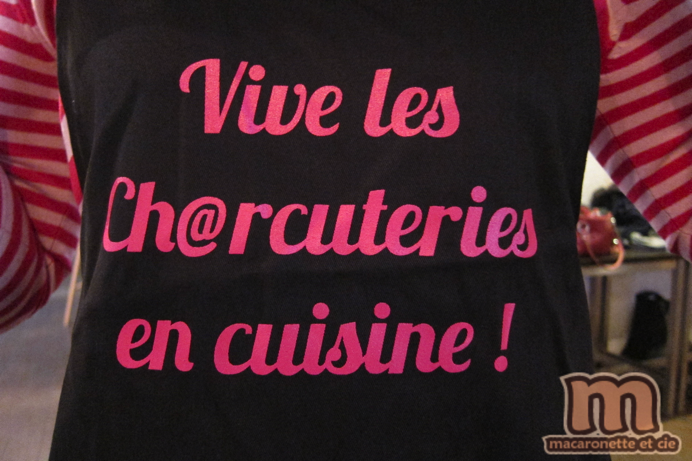 Vive les
Ch@rcuteries
en cuisine !
m
macaronette et cie